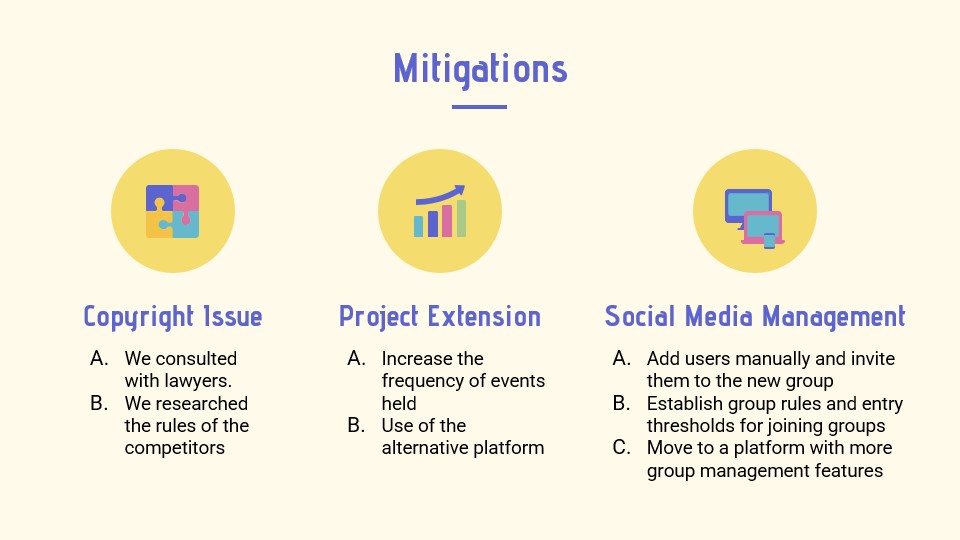 Mitigations
Copyright Issue
A. We consulted
with lawyers.
B. We researched
the rules of the
competitors
Project Extension
A. Increase the
frequency of events
held
B. Use of the
alternative platform
Social Media Management
A. Add users manually and invite
them to the new group
B. Establish group rules and entry
thresholds for joining groups
C. Move to a platform with more
group management features